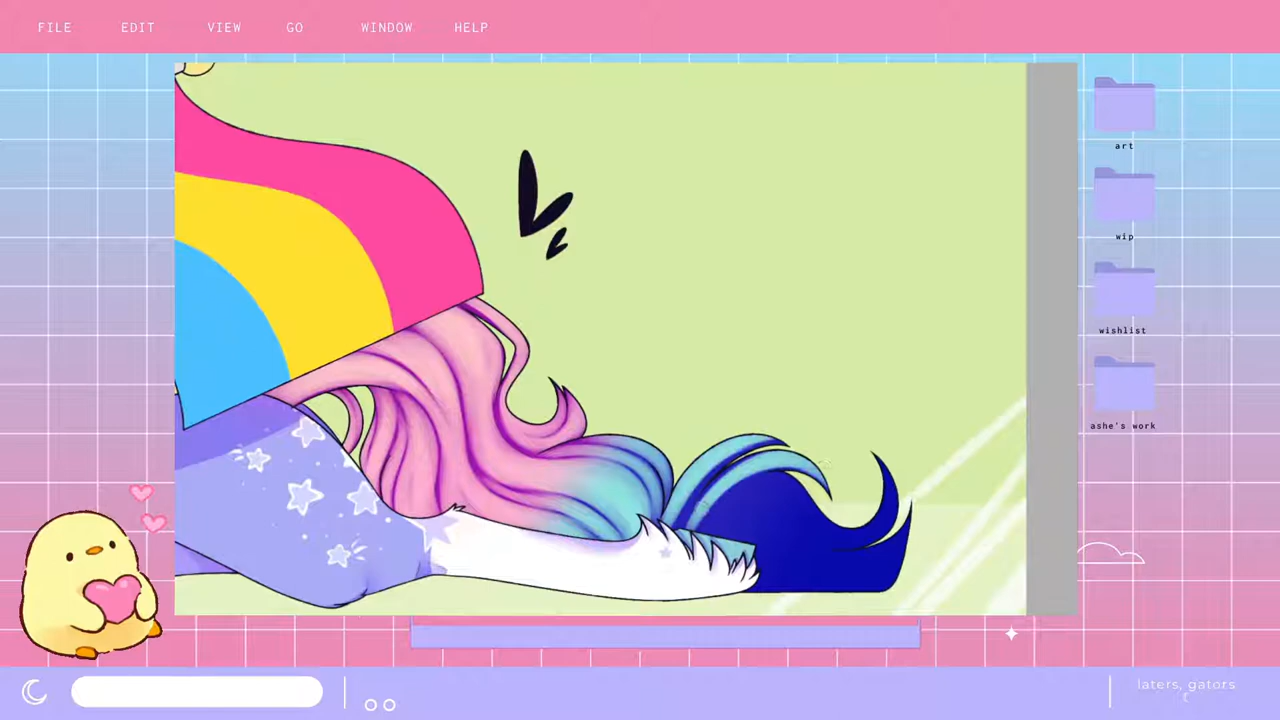 FILE EDIT VIEW GO WINDOW HELP
art
wip
wishlist
ashe's work
laters, gators